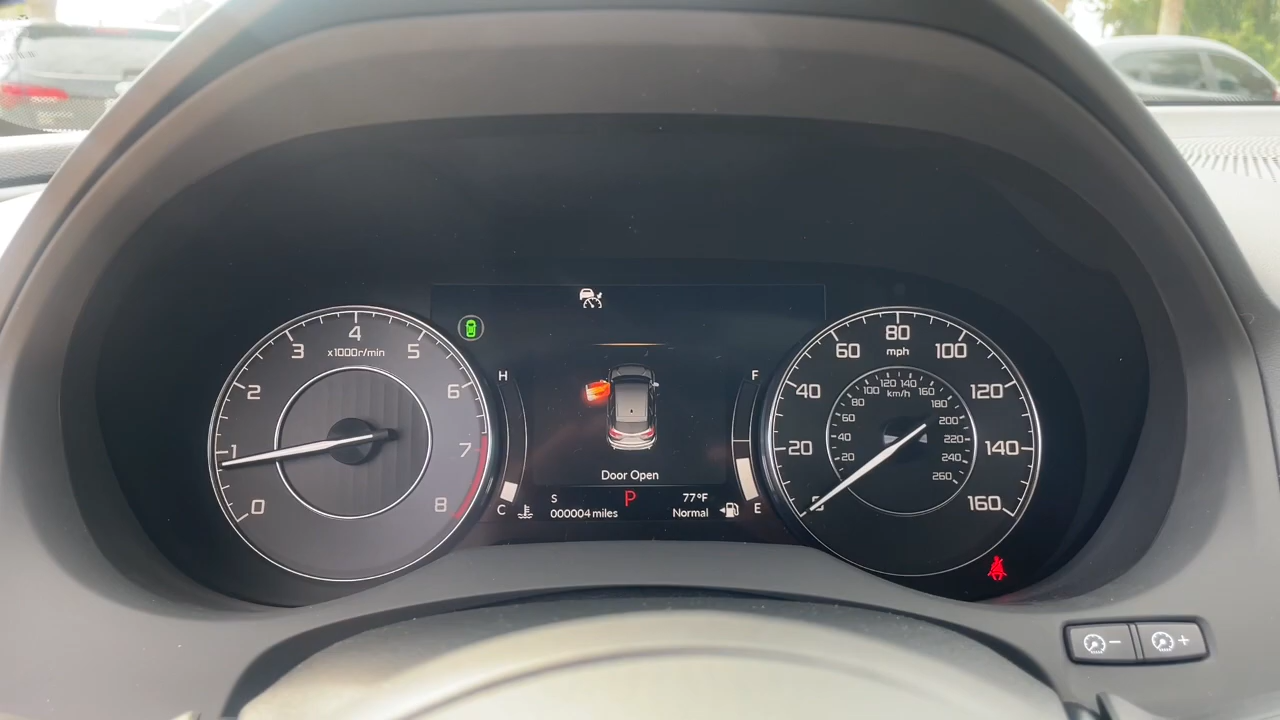 4
3
5
x1000r/min
2
6
1
7
0
8
H
C
Door Open
S
P
77°F
000004 miles
Normal
F
E
80
60
mph
100
40
120
20
140
0
160
120 140
100
160
km/h
80
180
60
200
40
220
20
240
260
−
+